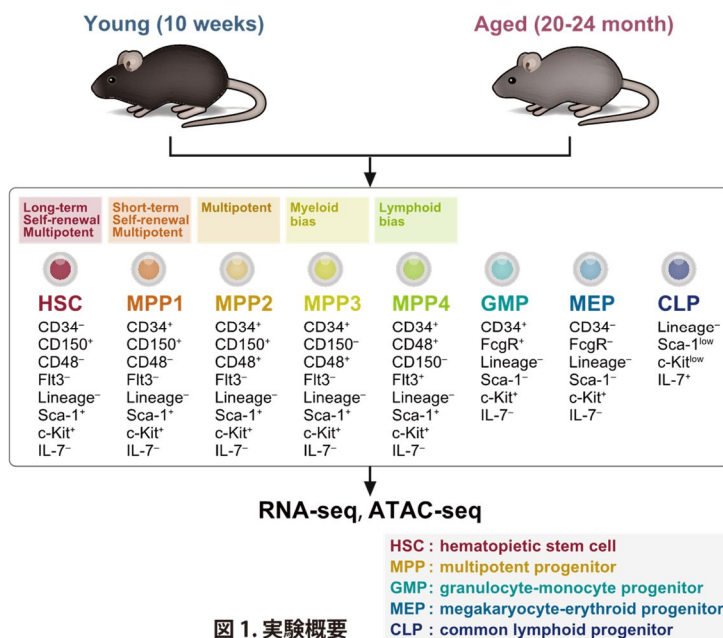 Young (10 weeks)
Aged (20-24 month)
Long-term
Self-renewal
Multipotent
Short-term
Self-renewal
Multipotent
Multipotent
Myeloid
bias
Lymphoid
bias
HSC
CD34⁻
CD150⁺
CD48⁻
Flt3⁻
Lineage⁻
Sca-1⁺
c-Kit⁺
IL-7⁻
MPP1
CD34⁺
CD150⁺
CD48⁻
Flt3⁻
Lineage⁻
Sca-1⁺
c-Kit⁺
IL-7⁻
MPP2
CD34⁺
CD150⁺
CD48⁺
Flt3⁻
Lineage⁻
Sca-1⁺
c-Kit⁺
IL-7⁻
MPP3
CD34⁺
CD150⁻
CD48⁺
Flt3⁻
Lineage⁻
Sca-1⁺
c-Kit⁺
IL-7⁻
MPP4
CD34⁺
CD48⁺
CD150⁻
Flt3⁺
Lineage⁻
Sca-1⁺
c-Kit⁺
IL-7⁻
GMP
CD34⁺
FcgR⁺
Lineage⁻
Sca-1⁻
c-Kit⁺
IL-7⁻
MEP
CD34⁻
FcgR⁻
Lineage⁻
Sca-1⁻
c-Kit⁺
IL-7⁻
CLP
Lineage⁻
Sca-1ˡᵒʷ
c-Kitˡᵒʷ
IL-7⁺
RNA-seq, ATAC-seq
HSC : hematopietic stem cell
MPP : multipotent progenitor
GMP : granulocyte-monocyte progenitor
MEP : megakaryocyte-erythroid progenitor
CLP : common lymphoid progenitor
図 1. 実験概要